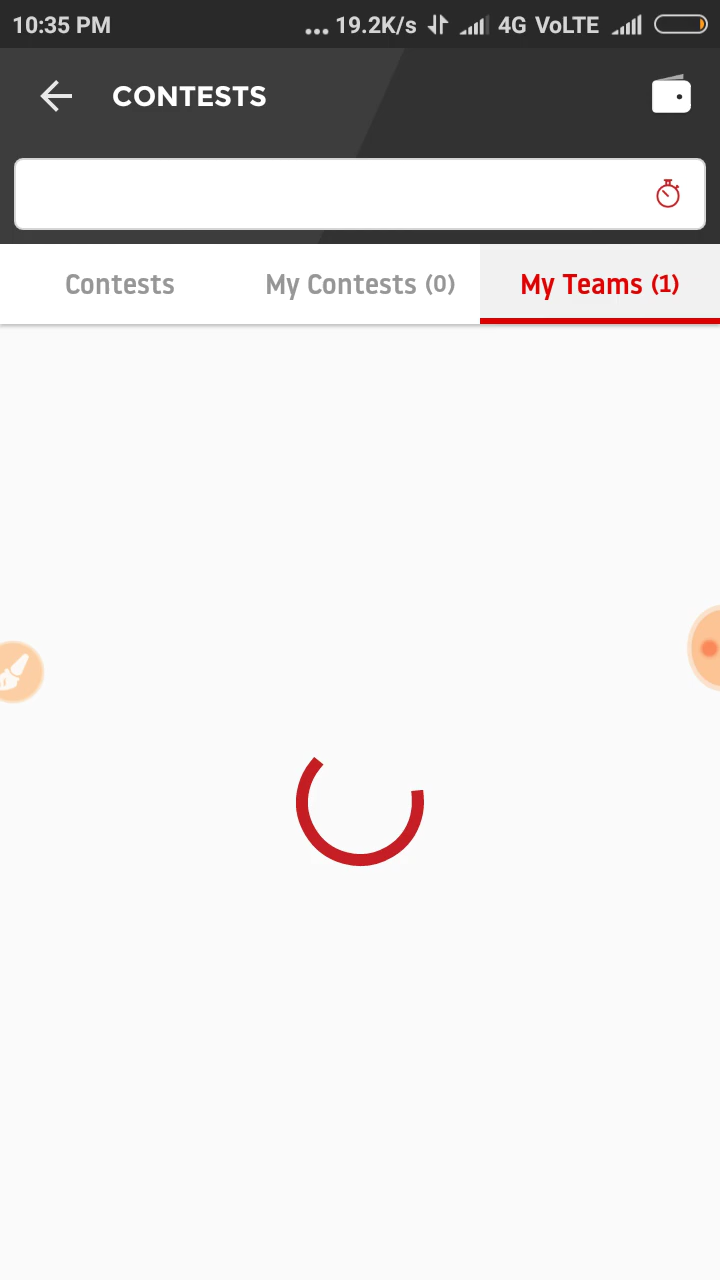 10:35 PM ... 19.2K/s 4G VoLTE
CONTESTS
Contests My Contests (0) My Teams (1)